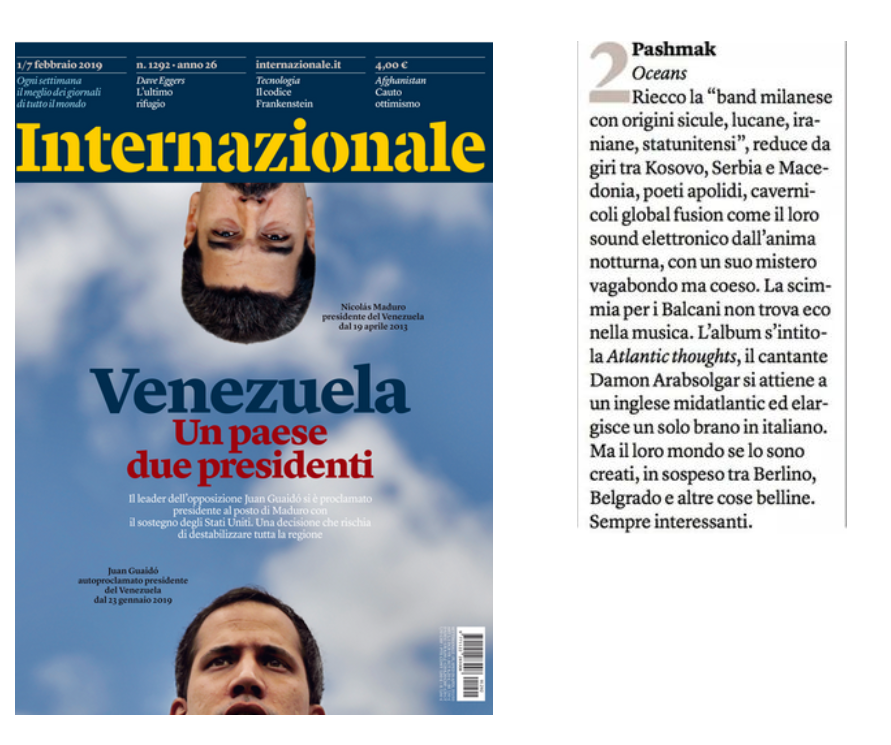 1/7 febbraio 2019
Ogni settimana
il meglio dei giornali
di tutto il mondo
n. 1292 • anno 26
Dave Eggers
L'ultimo
rifugio
internazionale.it
Tecnologia
Il codice
Frankenstein
4,00 €
Afghanistan
Cauto
ottimismo
Internazionale
Nicolás Maduro
presidente del Venezuela
dal 19 aprile 2013
Venezuela
Un paese
due presidenti
Il leader dell'opposizione Juan Guaidó si è proclamato
presidente al posto di Maduro con
il sostegno degli Stati Uniti. Una decisione che rischia
di destabilizzare tutta la regione
Juan Guaidó
autoproclamato presidente
del Venezuela
dal 23 gennaio 2019
2 Pashmak
Oceans
Riecco la “band milanese
con origini sicule, lucane, ira-
niane, statunitensi”, reduce da
giri tra Kosovo, Serbia e Mace-
donia, poeti apolidi, caverni-
coli global fusion come il loro
sound elettronico dall'anima
notturna, con un suo mistero
vagabondo ma coeso. La scim-
mia per i Balcani non trova eco
nella musica. L'album s'intito-
la Atlantic thoughts, il cantante
Damon Arabsolgar si attiene a
un inglese midatlantic ed elar-
gisce un solo brano in italiano.
Ma il loro mondo se lo sono
creati, in sospeso tra Berlino,
Belgrado e altre cose belline.
Sempre interessanti.